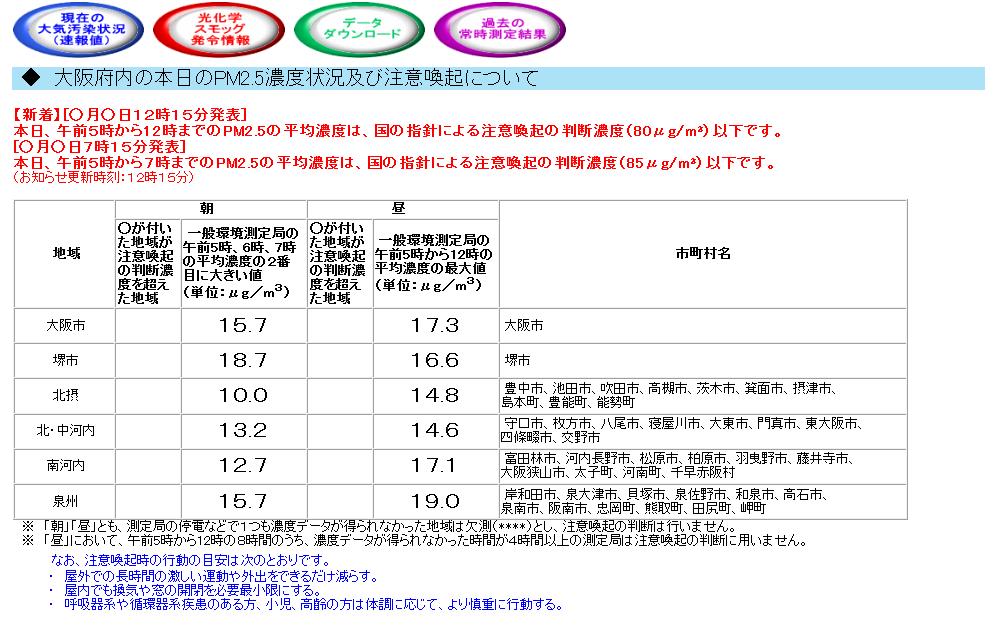 現在の
大気汚染状況
(速報値)
光化学
スモッグ
発令情報
データ
ダウンロード
過去の
常時測定結果
◆ 大阪府内の本日のPM2.5濃度状況及び注意喚起について
【新着】[〇月〇日12時15分発表]
本日、午前5時から12時までのPM2.5の平均濃度は、国の指針による注意喚起の判断濃度(80μg/m³)以下です。
[〇月〇日7時15分発表]
本日、午前5時から7時までのPM2.5の平均濃度は、国の指針による注意喚起の判断濃度(85μg/m³)以下です。
(お知らせ更新時刻:12時15分)
地域
朝
昼
市町村名
〇が付い
た地域が
注意喚起
の判断濃
度を超え
た地域
一般環境測定局の
午前5時、6時、7時
の平均濃度の2番
目に大きい値
(単位:μg/m³)
〇が付い
た地域が
注意喚起
の判断濃
度を超え
た地域
一般環境測定局の
午前5時から12時の
平均濃度の最大値
(単位:μg/m³)
大阪市 15.7 17.3 大阪市
堺市 18.7 16.6 堺市
北摂 10.0 14.8 豊中市、池田市、吹田市、高槻市、茨木市、箕面市、摂津市、
島本町、豊能町、能勢町
北・中河内 13.2 14.6 守口市、枚方市、八尾市、寝屋川市、大東市、門真市、東大阪市、
四條畷市、交野市
南河内 12.7 17.1 富田林市、河内長野市、松原市、柏原市、羽曳野市、藤井寺市、
大阪狭山市、太子町、河南町、千早赤阪村
泉州 15.7 19.0 岸和田市、泉大津市、貝塚市、泉佐野市、和泉市、高石市、
泉南市、阪南市、忠岡町、熊取町、田尻町、岬町
※ 「朝」「昼」とも、測定局の停電などで1つも濃度データが得られなかった地域は欠測(****)とし、注意喚起の判断は行いません。
※ 「昼」において、午前5時から12時の8時間のうち、濃度データが得られなかった時間が4時間以上の測定局は注意喚起の判断に用いません。
なお、注意喚起時の行動の目安は次のとおりです。
・ 屋外での長時間の激しい運動や外出をできるだけ減らす。
・ 屋内でも換気や窓の開閉を必要最小限にする。
・ 呼吸器系や循環器系疾患のある方、小児、高齢の方は体調に応じて、より慎重に行動する。